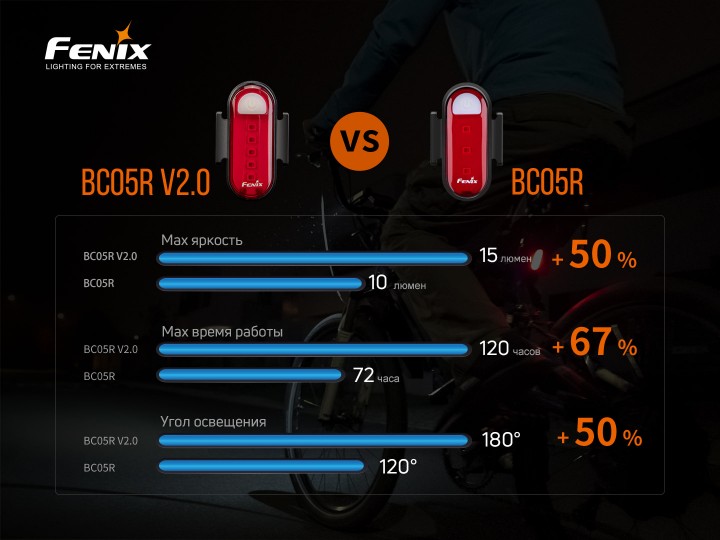 FENIX
LIGHTING FOR EXTREMES
VS
FENIX
FENIX
BC05R V2.0
BC05R
Max яркость
BC05R V2.0
15 люмен
+ 50 %
BC05R
10 люмен
Max время работы
BC05R V2.0
120 часов
+ 67 %
BC05R
72 часа
Угол освещения
BC05R V2.0
180°
+ 50 %
BC05R
120°